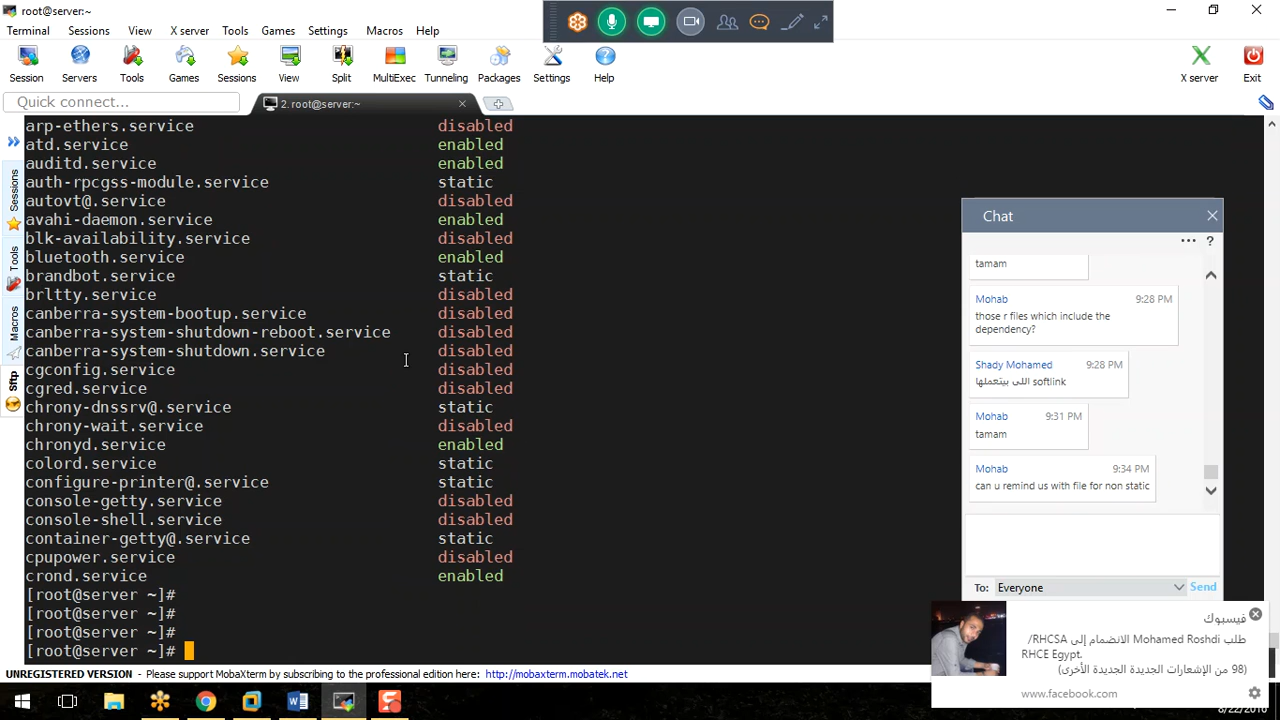 root@server:~
Terminal Sessions View X server Tools Games Settings Macros Help
Session Servers Tools Games Sessions View Split MultiExec Tunneling Packages Settings Help X server Exit
Quick connect...
2. root@server:~
Sessions
Tools
Macros
Sftp
arp-ethers.service disabled
atd.service enabled
auditd.service enabled
auth-rpcgss-module.service static
autovt@.service disabled
avahi-daemon.service enabled
blk-availability.service disabled
bluetooth.service enabled
brandbot.service static
brltty.service disabled
canberra-system-bootup.service disabled
canberra-system-shutdown-reboot.service disabled
canberra-system-shutdown.service disabled
cgconfig.service disabled
cgred.service disabled
chrony-dnssrv@.service static
chrony-wait.service disabled
chronyd.service enabled
colord.service static
configure-printer@.service static
console-getty.service disabled
console-shell.service disabled
container-getty@.service static
cpupower.service disabled
crond.service enabled
[root@server ~]#
[root@server ~]#
[root@server ~]#
[root@server ~]#
Chat
... ?
tamam
Mohab 9:28 PM
those r files which include the
dependency?
Shady Mohamed 9:28 PM
اللى بيتعملها softlink
Mohab 9:31 PM
tamam
Mohab 9:34 PM
can u remind us with file for non static
To: Everyone Send
فيسبوك
طلب Mohamed Roshdi الانضمام إلى RHCSA/
RHCE Egypt.
(98 من الإشعارات الجديدة الأخرى)
www.facebook.com
UNREGISTERED VERSION - Please support MobaXterm by subscribing to the professional edition here: http://mobaxterm.mobatek.net
8/22/2016